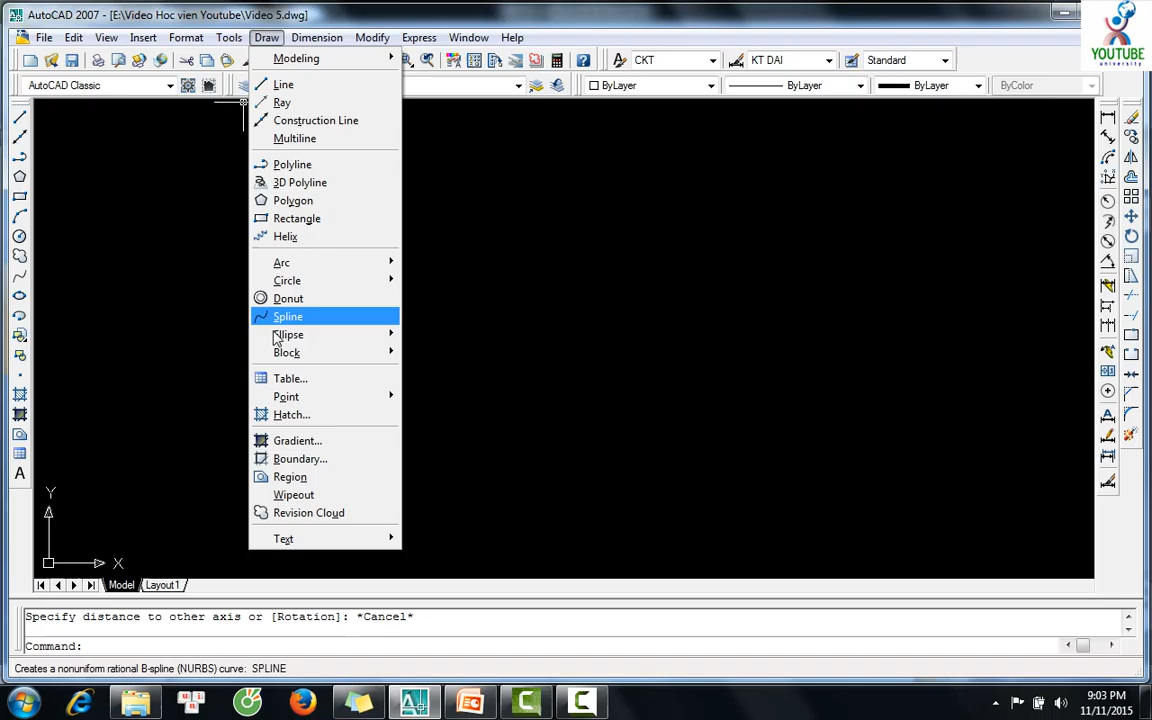 AutoCAD 2007 - [E:\Video Hoc vien Youtube\Video 5.dwg]
File Edit View Insert Format Tools Draw Dimension Modify Express Window Help
CKT KT DAI Standard
AutoCAD Classic ByLayer ByLayer ByLayer ByColor
YOUTUBE
university
Modeling
Line
Ray
Construction Line
Multiline
Polyline
3D Polyline
Polygon
Rectangle
Helix
Arc
Circle
Donut
Spline
Ellipse
Block
Table...
Point
Hatch...
Gradient...
Boundary...
Region
Wipeout
Revision Cloud
Text
A
Y
X
Model Layout1
Specify distance to other axis or [Rotation]: *Cancel*
Command:
Creates a nonuniform rational B-spline (NURBS) curve: SPLINE
9:03 PM
11/11/2015